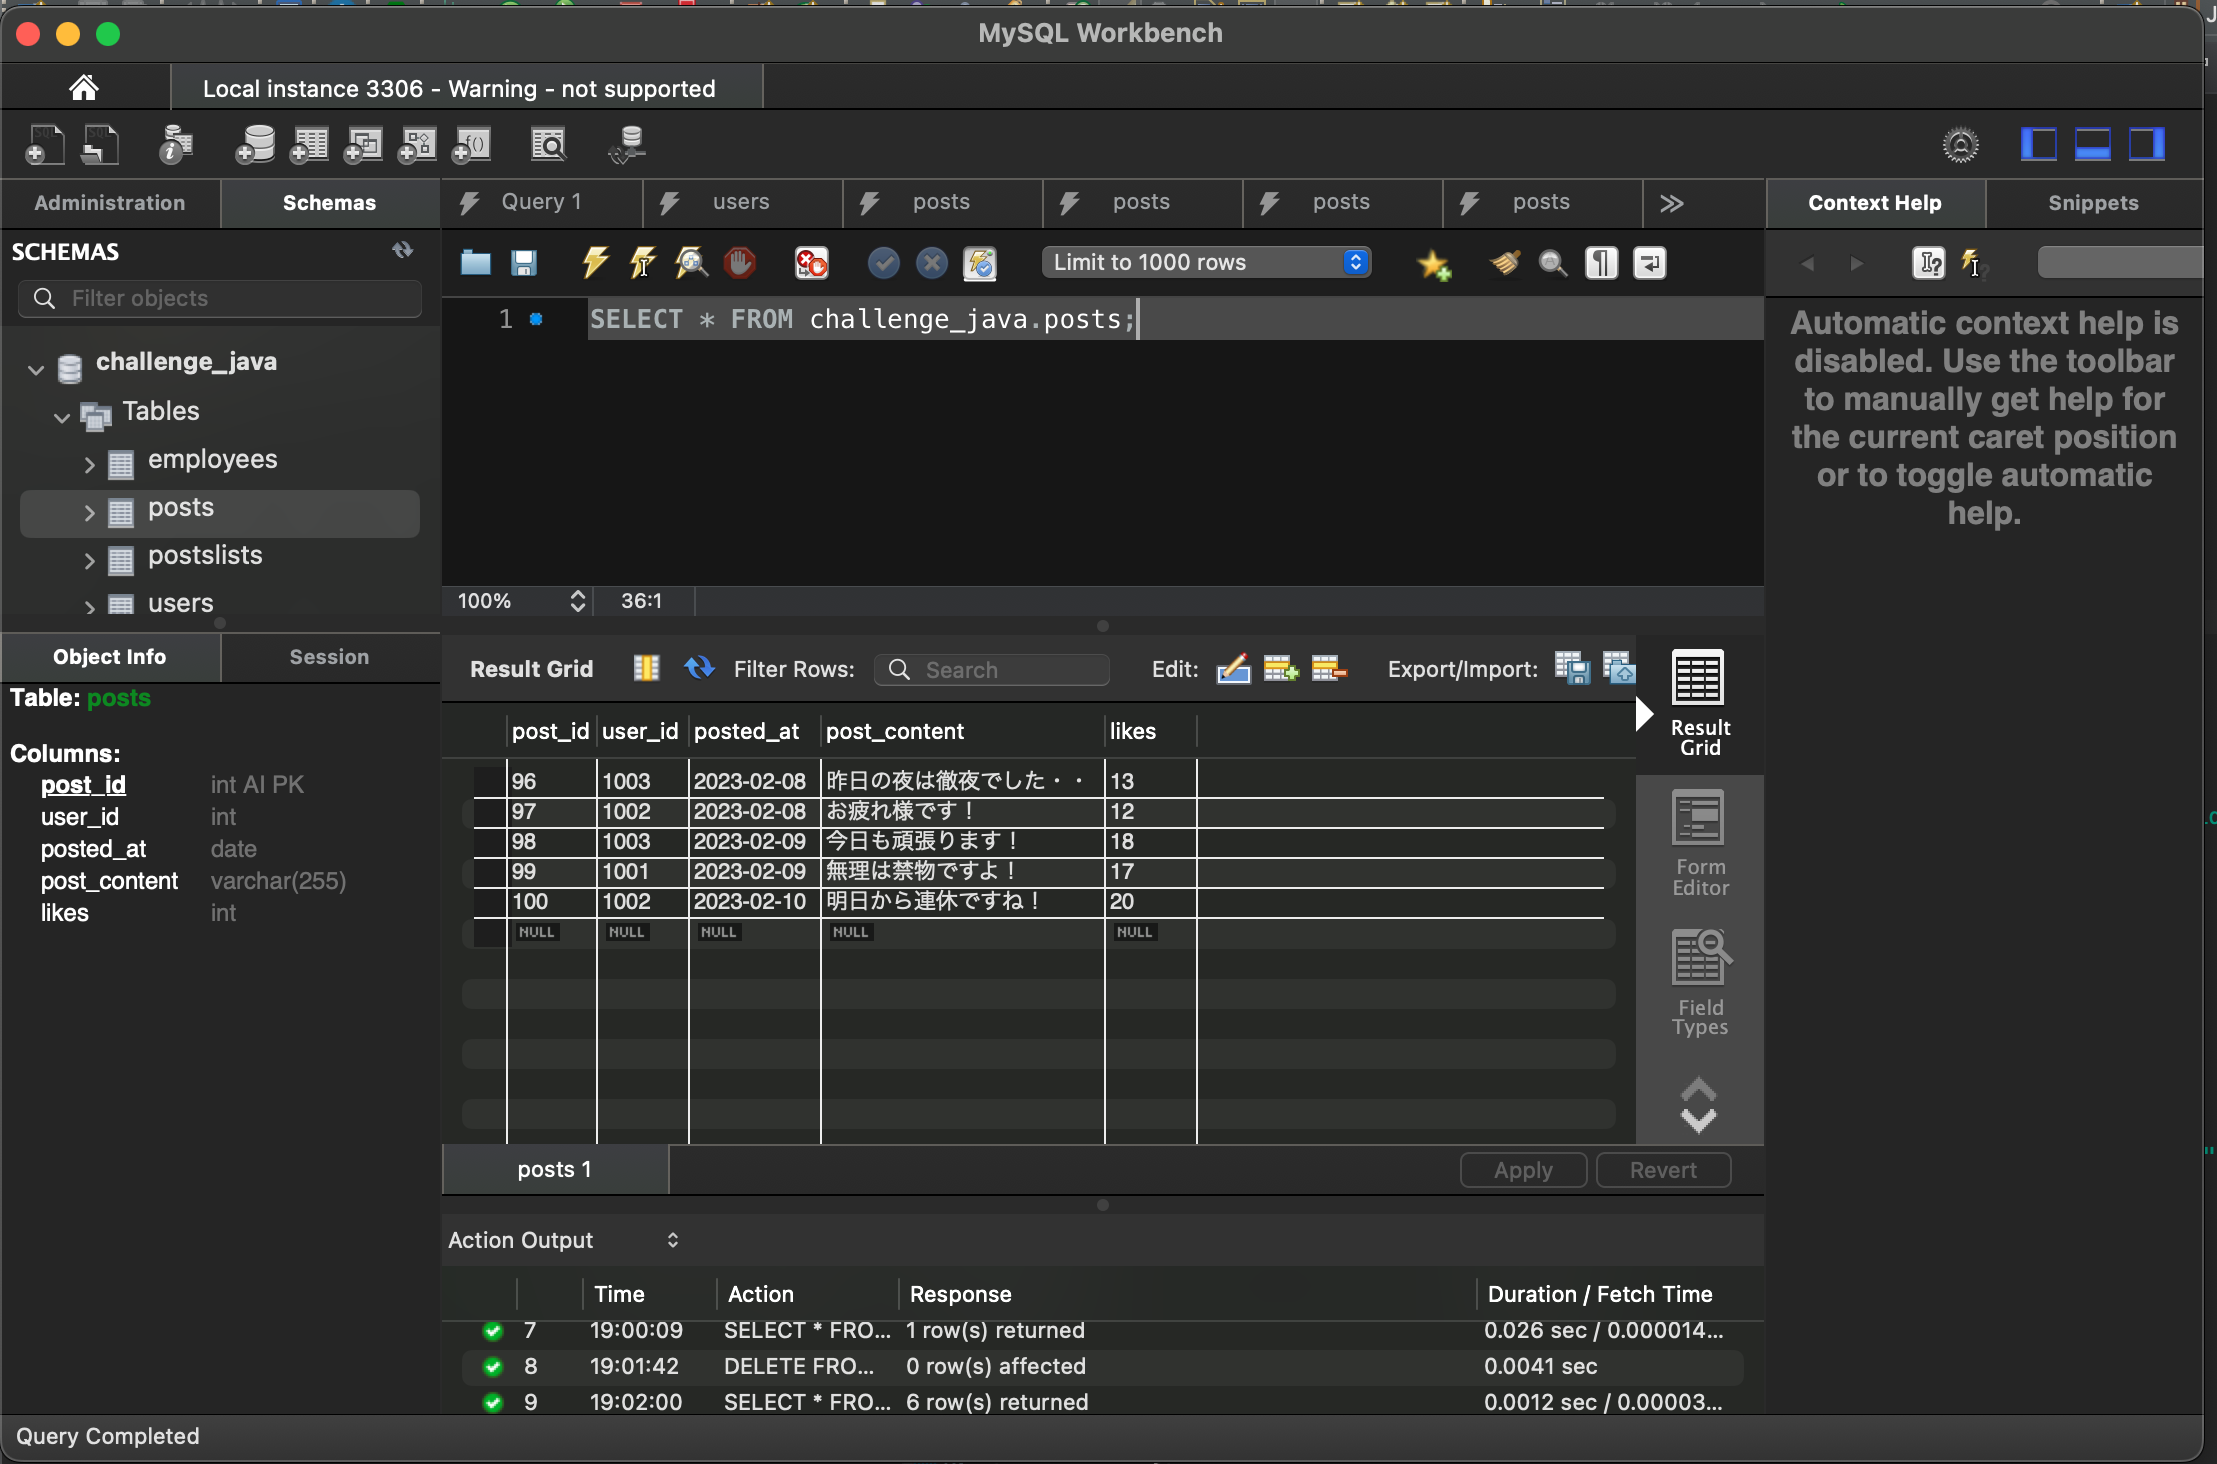 MySQL Workbench
Local instance 3306 - Warning - not supported
Administration
Schemas
Query 1
users
posts
posts
posts
posts
Context Help
Snippets
SCHEMAS
Filter objects
Limit to 1000 rows
1
SELECT * FROM challenge_java.posts;
Automatic context help is
disabled. Use the toolbar
to manually get help for
the current caret position
or to toggle automatic
help.
challenge_java
Tables
employees
posts
postslists
users
100%
36:1
Object Info
Session
Table: posts
Columns:
post_id int AI PK
user_id int
posted_at date
post_content varchar(255)
likes int
Result Grid
Filter Rows:
Search
Edit:
Export/Import:
Result
Grid
Form
Editor
Field
Types
post_id user_id posted_at post_content likes
96 1003 2023-02-08 昨日の夜は徹夜でした・・ 13
97 1002 2023-02-08 お疲れ様です！ 12
98 1003 2023-02-09 今日も頑張ります！ 18
99 1001 2023-02-09 無理は禁物ですよ！ 17
100 1002 2023-02-10 明日から連休ですね！ 20
NULL NULL NULL NULL NULL
posts 1
Apply
Revert
Action Output
Time Action Response Duration / Fetch Time
7 19:00:09 SELECT * FRO... 1 row(s) returned 0.026 sec / 0.000014...
8 19:01:42 DELETE FRO... 0 row(s) affected 0.0041 sec
9 19:02:00 SELECT * FRO... 6 row(s) returned 0.0012 sec / 0.00003...
Query Completed